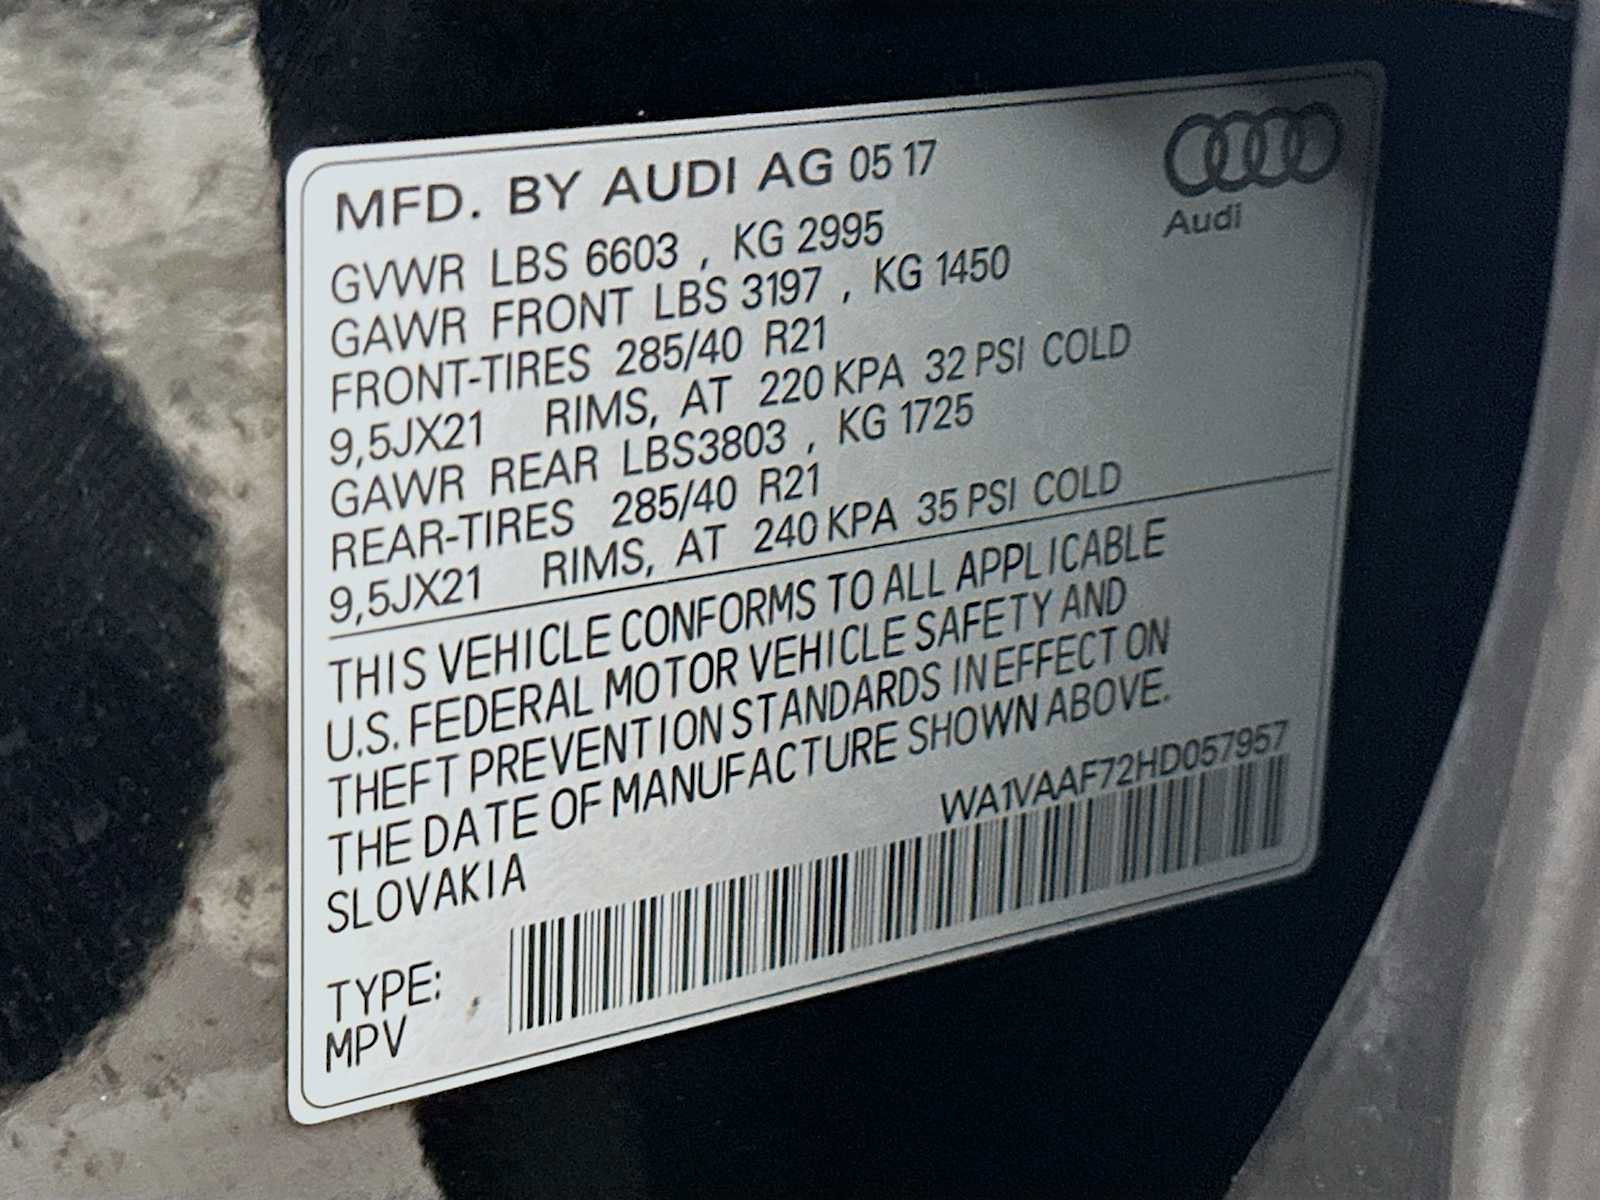 MFD. BY AUDI AG 05 17
Audi
GVWR LBS 6603 , KG 2995
GAWR FRONT LBS 3197 , KG 1450
FRONT-TIRES 285/40 R21
9,5JX21 RIMS, AT 220 KPA 32 PSI COLD
GAWR REAR LBS3803 , KG 1725
REAR-TIRES 285/40 R21
9,5JX21 RIMS, AT 240 KPA 35 PSI COLD
THIS VEHICLE CONFORMS TO ALL APPLICABLE
U.S. FEDERAL MOTOR VEHICLE SAFETY AND
THEFT PREVENTION STANDARDS IN EFFECT ON
THE DATE OF MANUFACTURE SHOWN ABOVE.
SLOVAKIA
WA1VAAF72HD057957
TYPE:
MPV